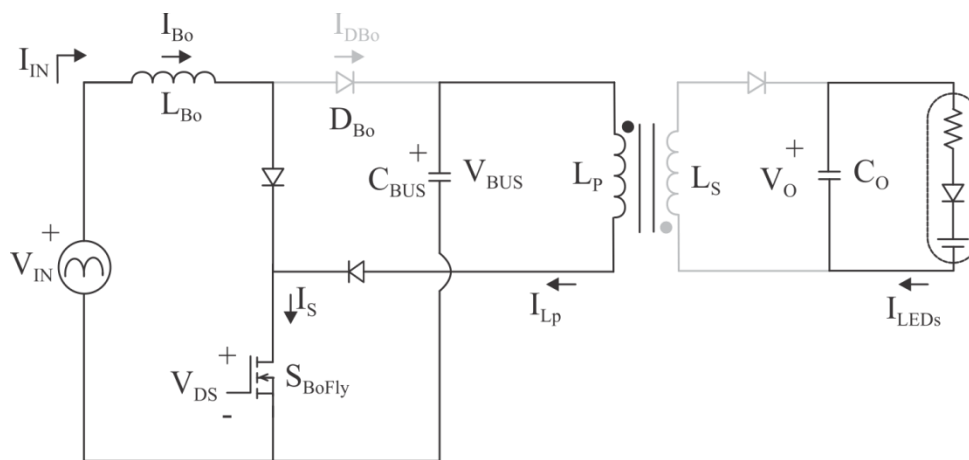 I_IN
I_Bo
I_DBo
L_Bo
D_Bo
+
C_BUS
V_BUS
L_P
L_S
+
V_O
C_O
+
V_IN
I_S
I_Lp
I_LEDs
+
V_DS
-
S_BoFly